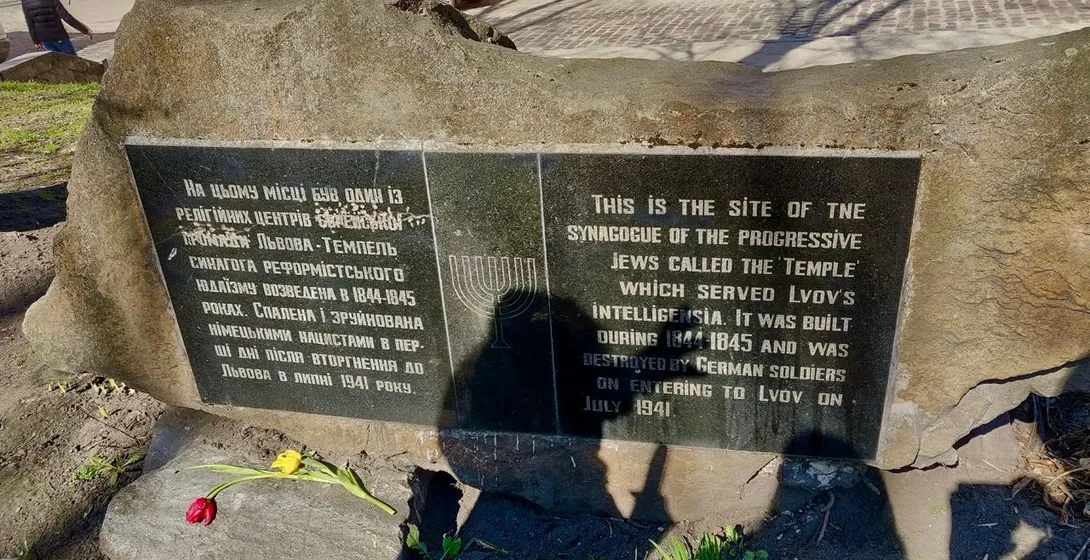 На цьому місці був один із
релігійних центрів єврейської
громади Львова-Темпель
синагога реформістського
юдаїзму возведена в 1844-1845
роках. Спалена і зруйнована
німецькими нацистами в пер-
ші дні після вторгнення до
Львова в липні 1941 року.
This is the site of tne
synagogue of the progressive
Jews called the 'Temple'
which served Lvov's
intelligensia. It was built
during 1844-1845 and was
destroyed by German soldiers
on entering to Lvov on
July 1941